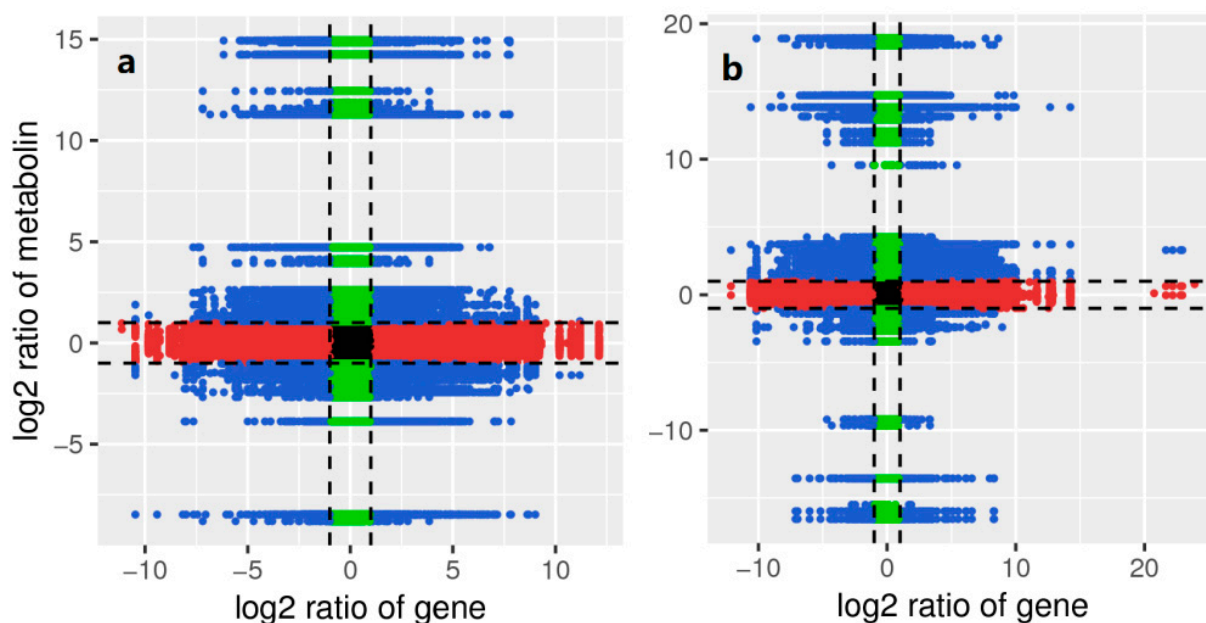 a
log2 ratio of metabolin
15
10
5
0
−5
−10 −5 0 5 10
log2 ratio of gene
b
20
10
0
−10
−10 0 10 20
log2 ratio of gene